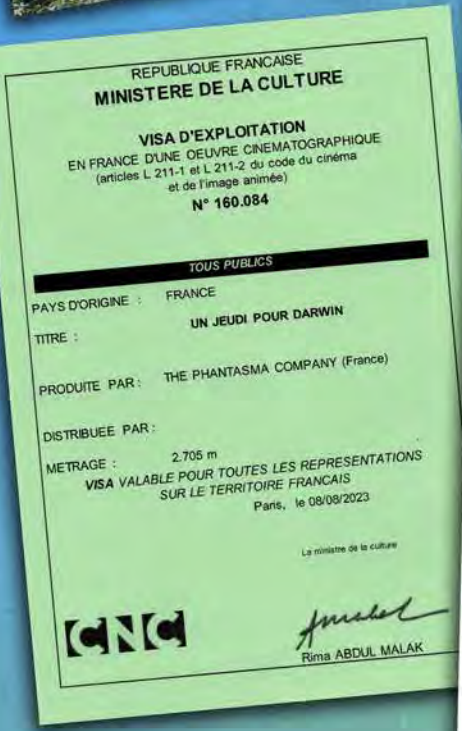 REPUBLIQUE FRANCAISE
MINISTERE DE LA CULTURE
VISA D'EXPLOITATION
EN FRANCE D'UNE OEUVRE CINEMATOGRAPHIQUE
(articles L 211-1 et L 211-2 du code du cinéma
et de l'image animée)
N° 160.084
TOUS PUBLICS
PAYS D'ORIGINE : FRANCE
TITRE : UN JEUDI POUR DARWIN
PRODUITE PAR : THE PHANTASMA COMPANY (France)
DISTRIBUEE PAR :
METRAGE : 2.705 m
VISA VALABLE POUR TOUTES LES REPRESENTATIONS
SUR LE TERRITOIRE FRANCAIS
Paris, le 08/08/2023
La ministre de la culture
CNC
Rima ABDUL MALAK